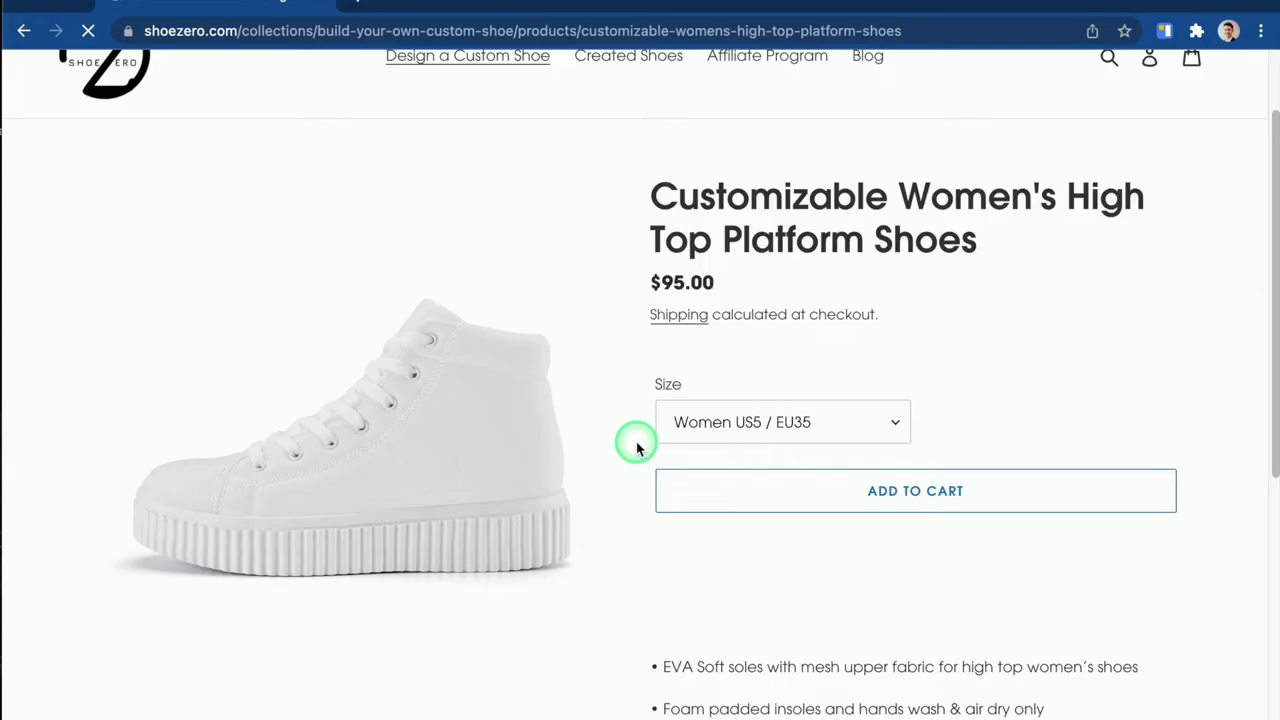 shoezero.com/collections/build-your-own-custom-shoe/products/customizable-womens-high-top-platform-shoes
SHOE ZERO
Design a Custom Shoe Created Shoes Affiliate Program Blog
Customizable Women's High
Top Platform Shoes
$95.00
Shipping calculated at checkout.
Size
Women US5 / EU35
ADD TO CART
• EVA Soft soles with mesh upper fabric for high top women's shoes
• Foam padded insoles and hands wash & air dry only